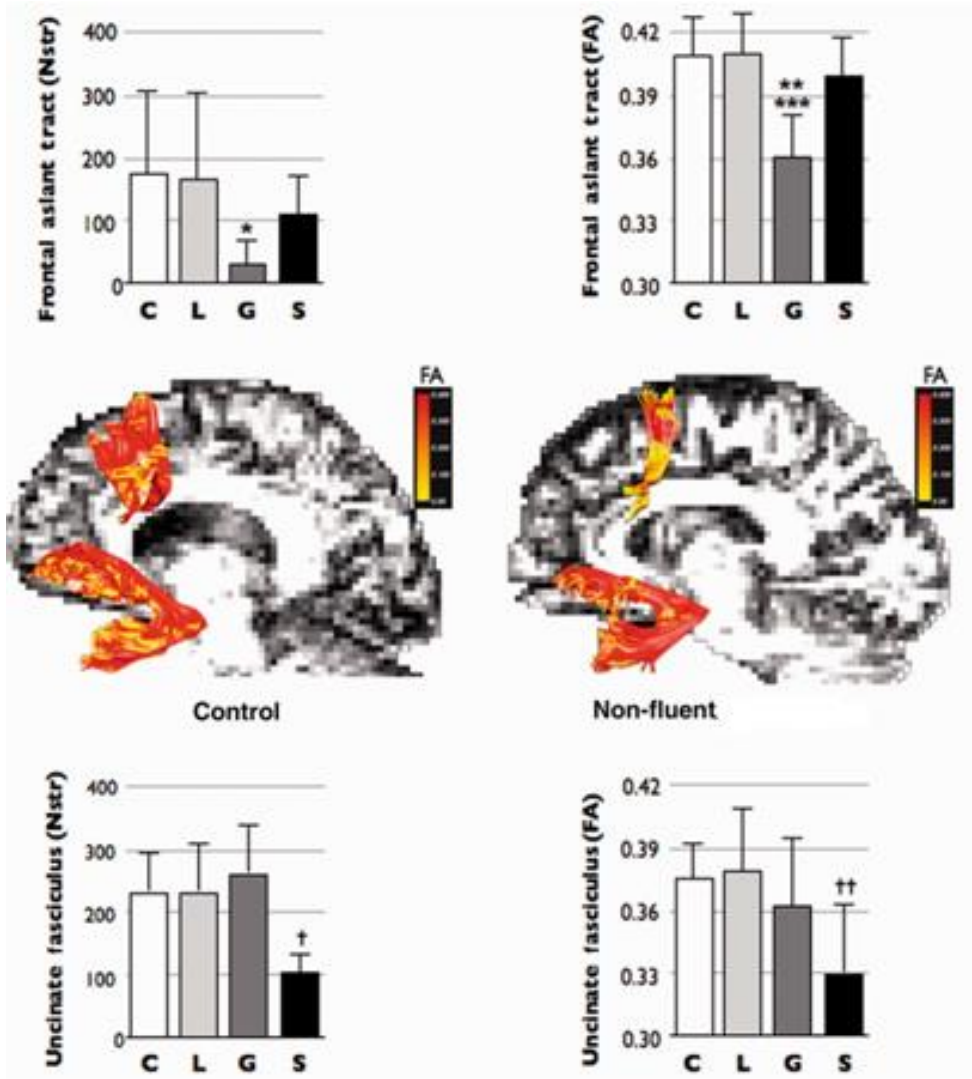 Frontal aslant tract (Nstr)
400
300
200
100
0
*
C L G S
Frontal aslant tract (FA)
0.42
0.39
0.36
0.33
0.30
**
***
C L G S
FA
FA
Control
Non-fluent
Uncinate fasciculus (Nstr)
400
300
200
100
0
†
C L G S
Uncinate fasciculus (FA)
0.42
0.39
0.36
0.33
0.30
††
C L G S